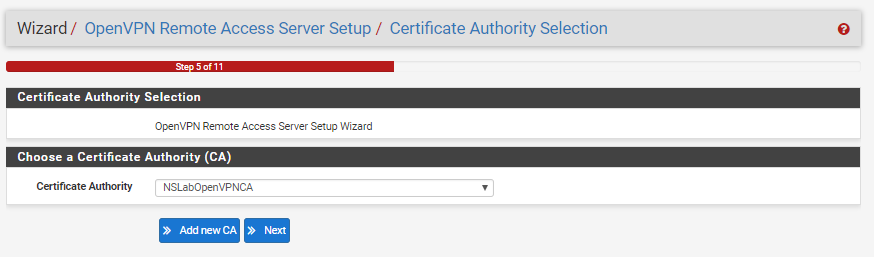 Wizard / OpenVPN Remote Access Server Setup / Certificate Authority Selection
Step 5 of 11
Certificate Authority Selection
OpenVPN Remote Access Server Setup Wizard
Choose a Certificate Authority (CA)
Certificate Authority NSLabOpenVPNCA
Add new CA Next